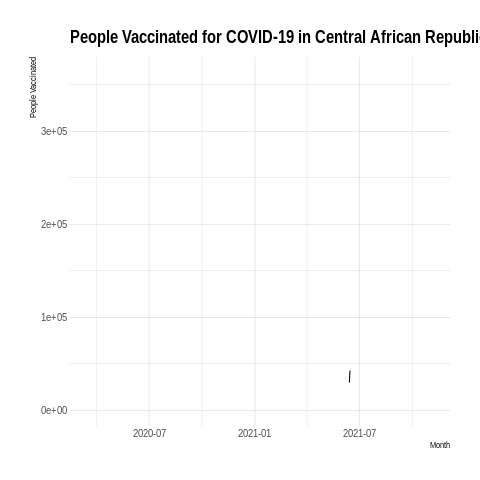 People Vaccinated for COVID-19 in Central African Republi
People Vaccinated
3e+05
2e+05
1e+05
0e+00
2020-07 2021-01 2021-07
Month